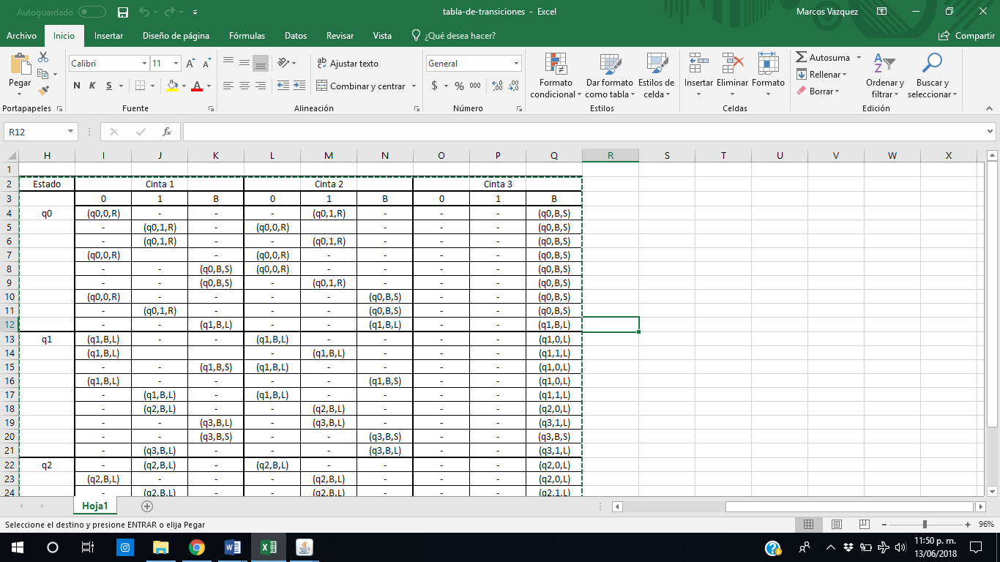 Autoguardado
tabla-de-transiciones - Excel
Marcos Vazquez
Archivo Inicio Insertar Diseño de página Fórmulas Datos Revisar Vista ¿Qué desea hacer? Compartir
Pegar
Calibri 11
N K S
Ajustar texto
Combinar y centrar
General
$ % 000
Formato condicional
Dar formato como tabla
Estilos de celda
Insertar Eliminar Formato
Autosuma
Rellenar
Borrar
Ordenar y filtrar
Buscar y seleccionar
Portapapeles Fuente Alineación Número Estilos Celdas Edición
R12 fx
H I J K L M N O P Q R S T U V W X
1
2 Estado Cinta 1 Cinta 2 Cinta 3
3 0 1 B 0 1 B 0 1 B
4 q0 (q0,0,R) - - - (q0,1,R) - - - (q0,B,S)
5 - (q0,1,R) - (q0,0,R) - - - (q0,B,S)
6 - (q0,1,R) - - (q0,1,R) - - - (q0,B,S)
7 (q0,0,R) - (q0,0,R) - - - - (q0,B,S)
8 - - (q0,B,S) (q0,0,R) - - - - (q0,B,S)
9 - - (q0,B,S) - (q0,1,R) - - - (q0,B,S)
10 (q0,0,R) - - - - (q0,B,S) - - (q0,B,S)
11 - (q0,1,R) - - - (q0,B,S) - - (q0,B,S)
12 - - (q1,B,L) - - (q1,B,L) - - (q1,B,L)
13 q1 (q1,B,L) - - (q1,B,L) - - - - (q1,0,L)
14 (q1,B,L) - (q1,B,L) - - - (q1,1,L)
15 - - (q1,B,S) (q1,B,L) - - - - (q1,0,L)
16 (q1,B,L) - - - - (q1,B,S) - - (q1,0,L)
17 - (q1,B,L) - (q1,B,L) - - - - (q1,1,L)
18 - (q2,B,L) - - (q2,B,L) - - - (q2,0,L)
19 - - (q3,B,L) - (q3,B,L) - - - (q3,1,L)
20 - - (q3,B,S) - - (q3,B,S) - - (q3,B,S)
21 - (q3,B,L) - - - (q3,B,L) - - (q3,1,L)
22 q2 - (q2,B,L) - (q2,B,L) - - - - (q2,0,L)
23 (q2,B,L) - - - (q2,B,L) - - - (q2,0,L)
24 - (q2,B,L) - - (q2,B,L) - - - (q2,1,L)
Hoja1
Seleccione el destino y presione ENTRAR o elija Pegar
96%
11:50 p. m.
13/06/2018